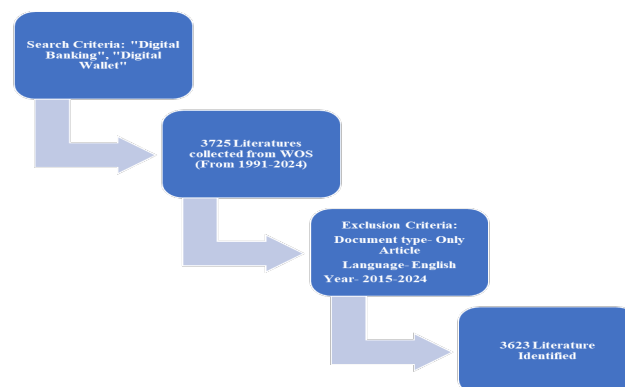 Search Criteria: "Digital
Banking", "Digital
Wallet"
3725 Literatures
collected from WOS
(From 1991-2024)
Exclusion Criteria:
Document type- Only
Article
Language- English
Year- 2015-2024
3623 Literature
Identified